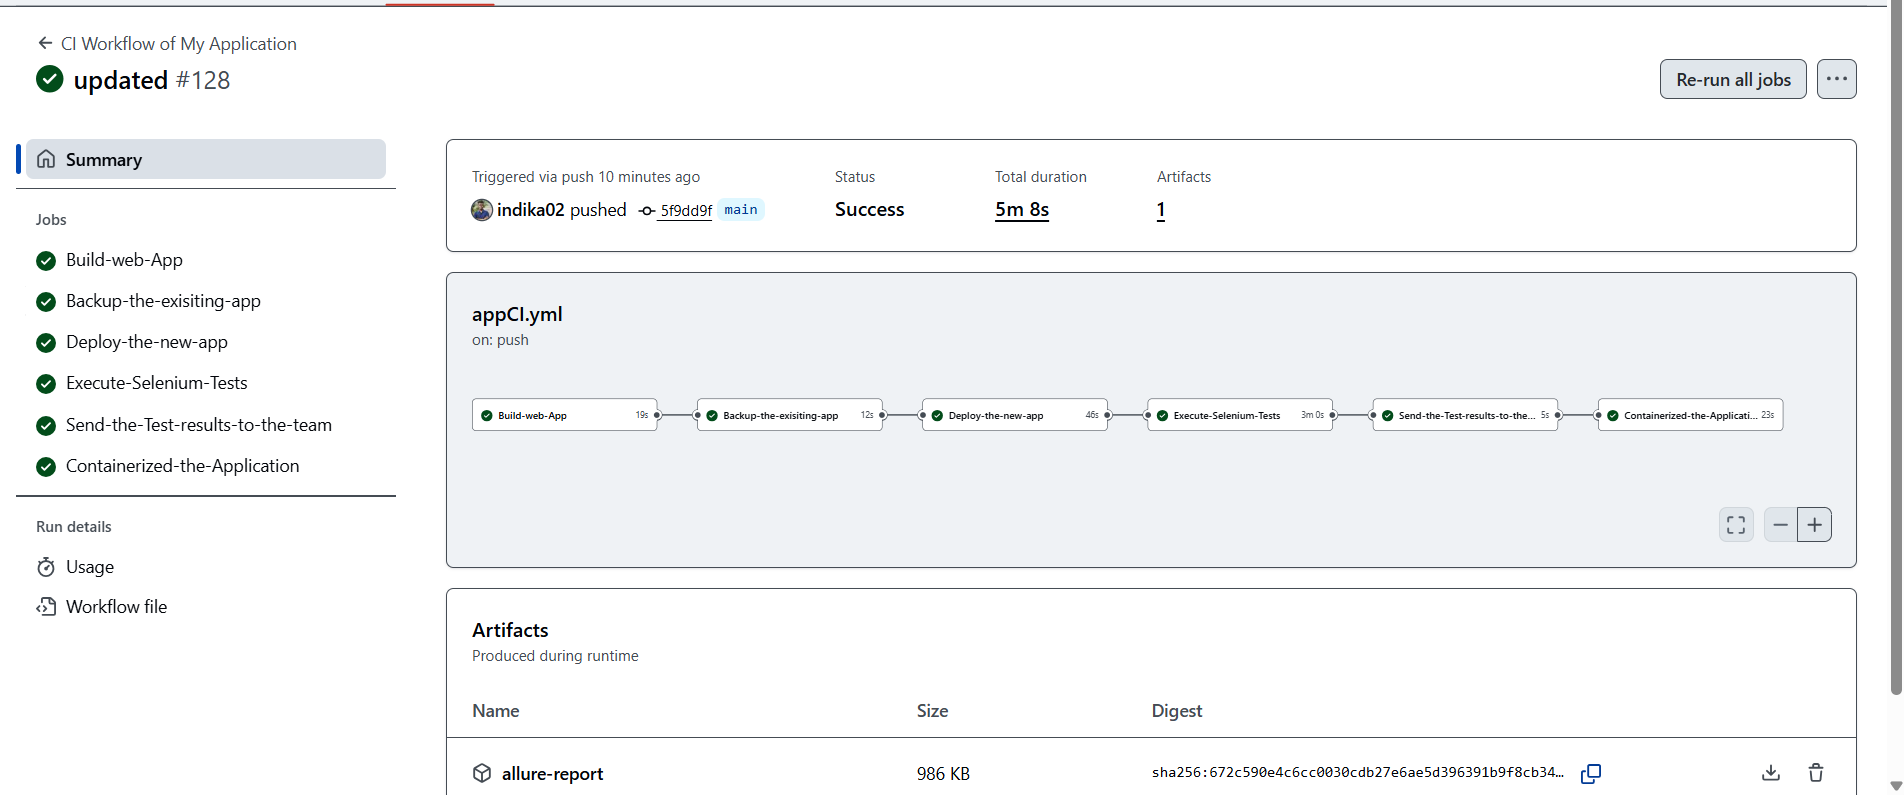 CI Workflow of My Application
updated #128
Re-run all jobs
Summary
Jobs
Build-web-App
Backup-the-exisiting-app
Deploy-the-new-app
Execute-Selenium-Tests
Send-the-Test-results-to-the-team
Containerized-the-Application
Run details
Usage
Workflow file
Triggered via push 10 minutes ago
indika02 pushed 5f9dd9f main
Status
Success
Total duration
5m 8s
Artifacts
1
appCI.yml
on: push
Build-web-App 19s
Backup-the-exisiting-app 12s
Deploy-the-new-app 46s
Execute-Selenium-Tests 3m 0s
Send-the-Test-results-to-the... 5s
Containerized-the-Applicati... 23s
Artifacts
Produced during runtime
Name Size Digest
allure-report 986 KB sha256:672c590e4c6cc0030cdb27e6ae5d396391b9f8cb34…